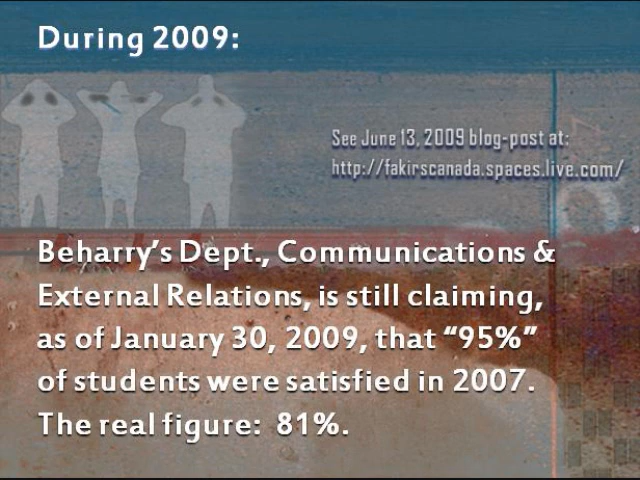 During 2009:
See June 13, 2009 blog-post at:
http://fakirscanada.spaces.live.com/
Beharry’s Dept., Communications &
External Relations, is still claiming,
as of January 30, 2009, that “95%”
of students were satisfied in 2007.
The real figure:  81%.